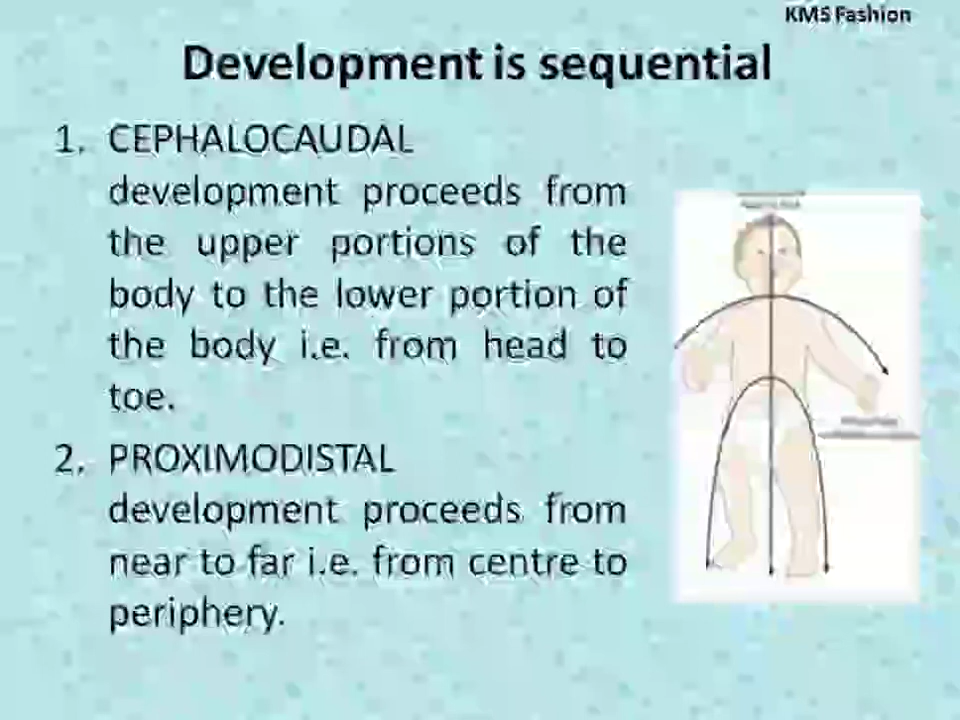 KMS Fashion
Development is sequential
1. CEPHALOCAUDAL
development proceeds from
the upper portions of the
body to the lower portion of
the body i.e. from head to
toe.
2. PROXIMODISTAL
development proceeds from
near to far i.e. from centre to
periphery.